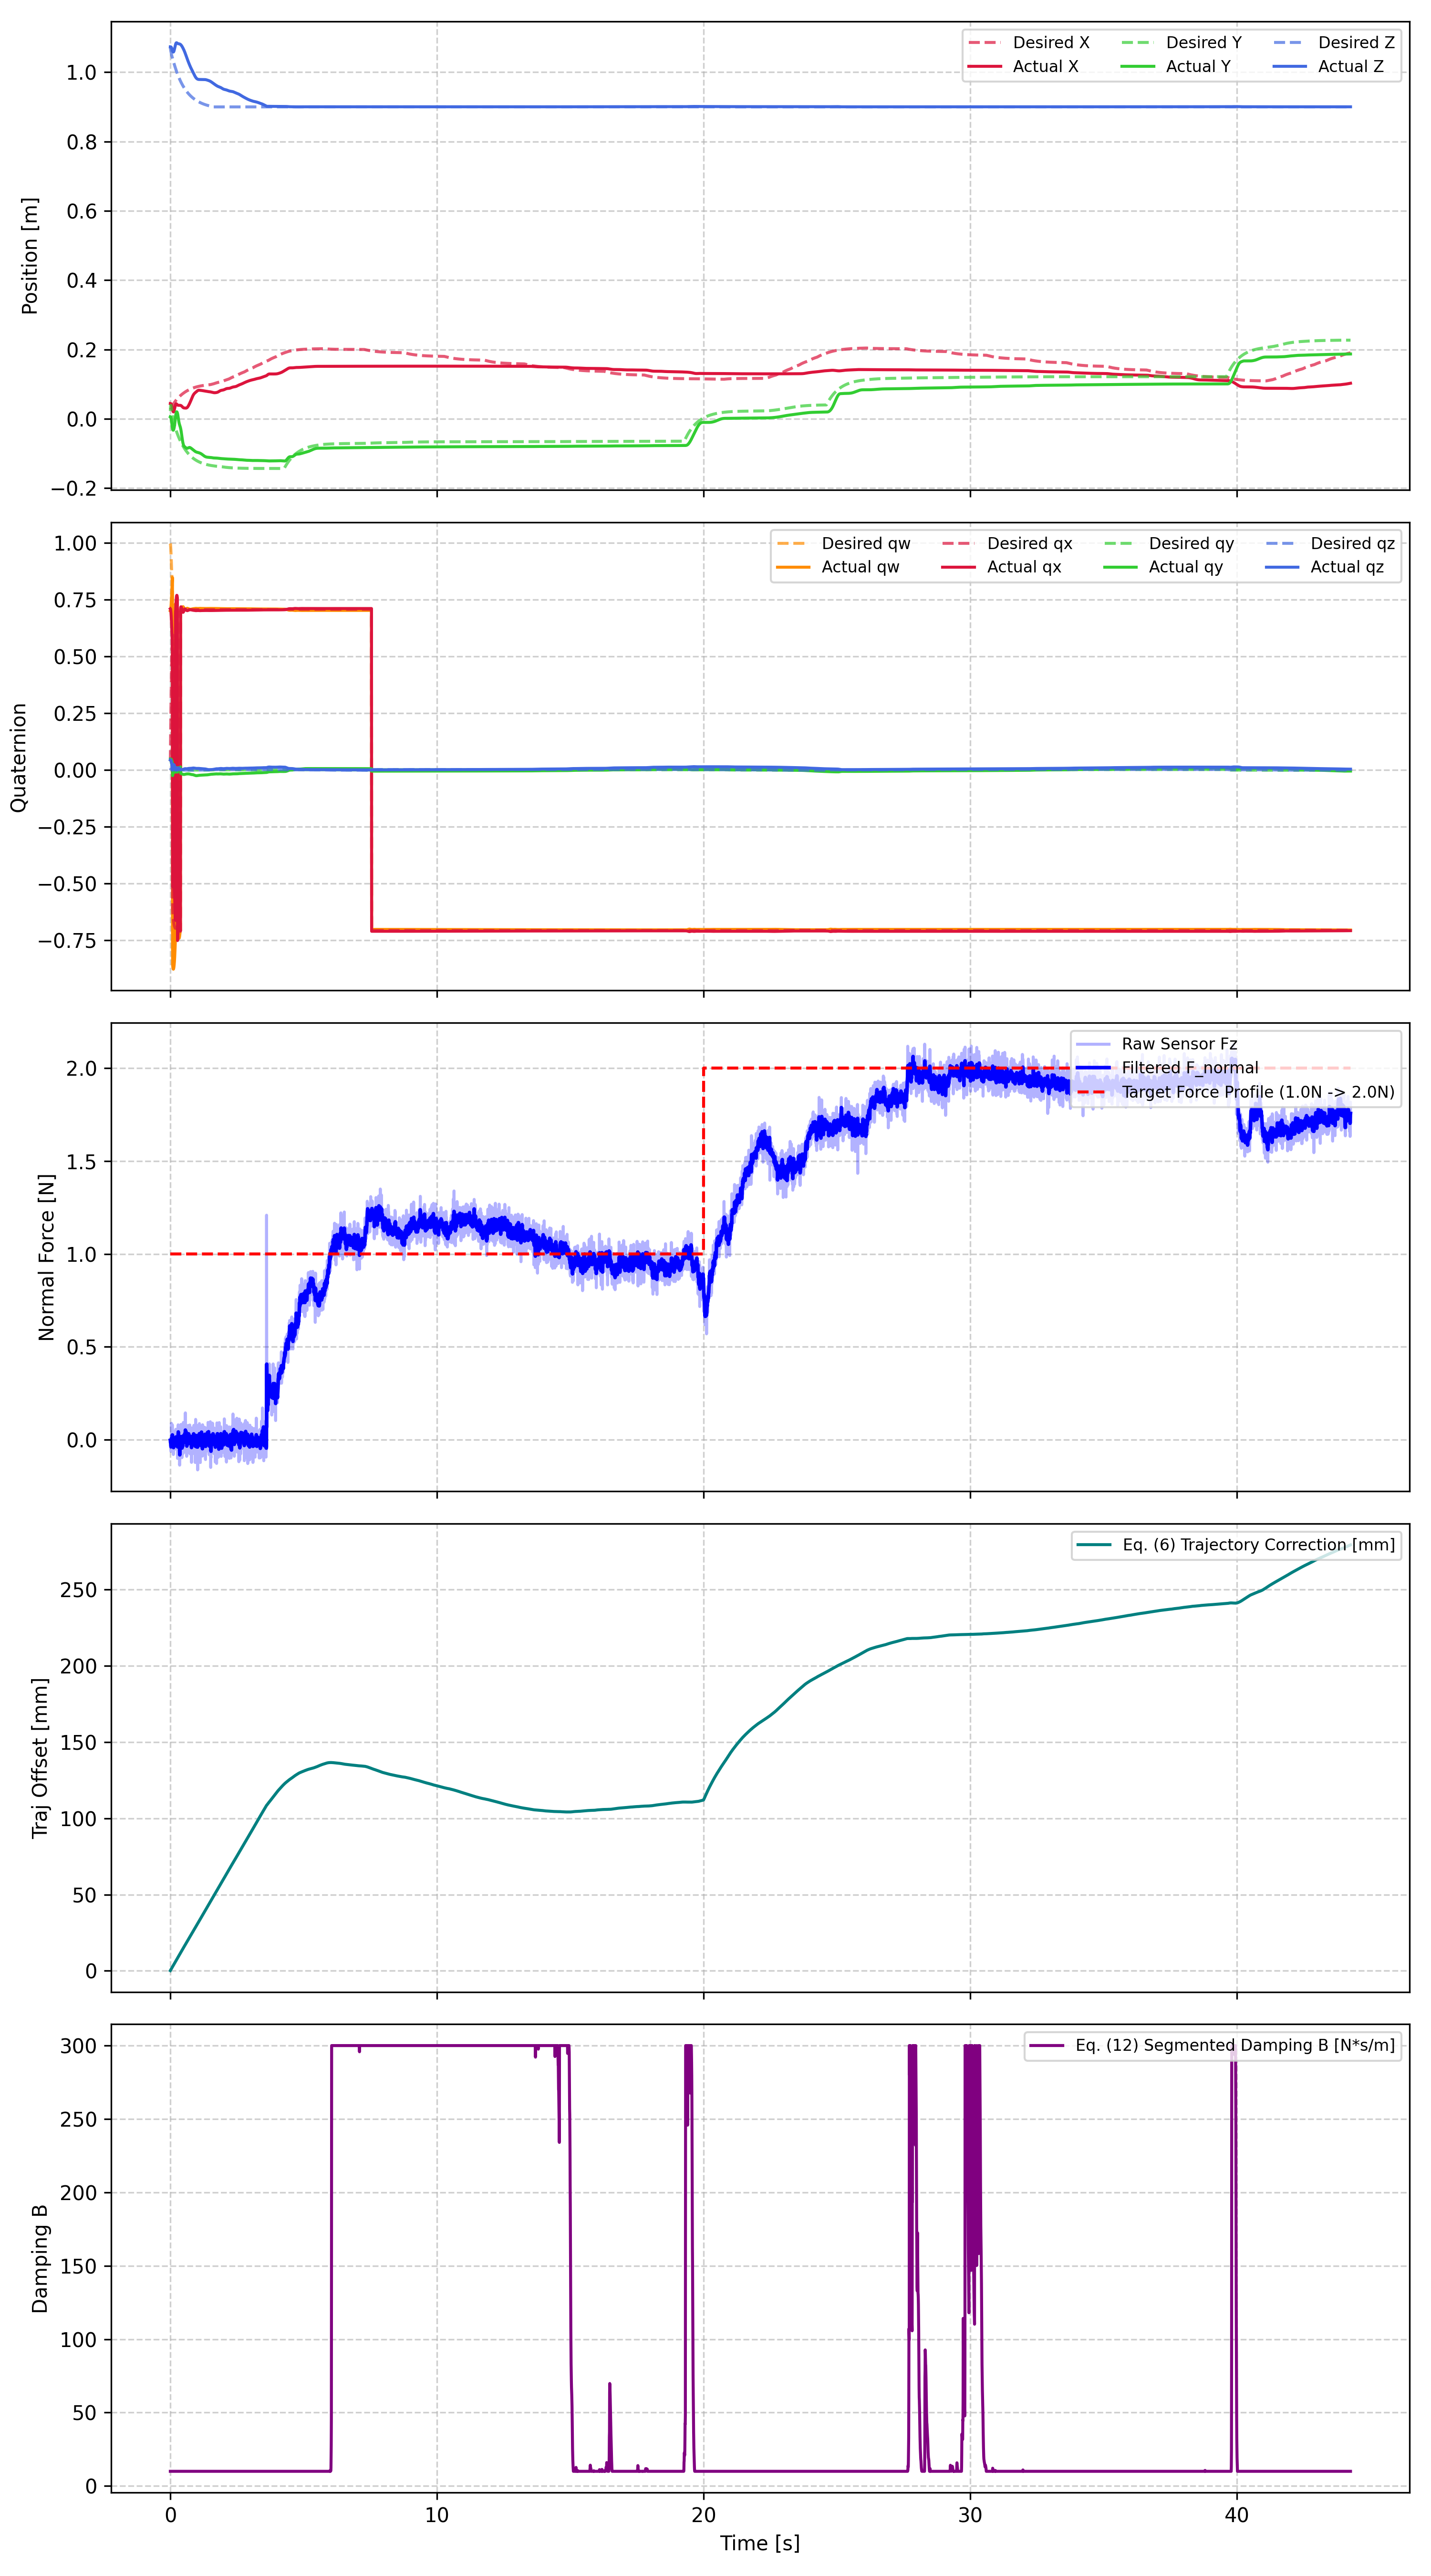 Desired X Desired Y Desired Z
Actual X Actual Y Actual Z
Position [m]
1.0
0.8
0.6
0.4
0.2
0.0
−0.2
Desired qw Desired qx Desired qy Desired qz
Actual qw Actual qx Actual qy Actual qz
Quaternion
1.00
0.75
0.50
0.25
0.00
−0.25
−0.50
−0.75
Raw Sensor Fz
Filtered F_normal
Target Force Profile (1.0N -> 2.0N)
Normal Force [N]
2.0
1.5
1.0
0.5
0.0
Eq. (6) Trajectory Correction [mm]
Traj Offset [mm]
250
200
150
100
50
0
Eq. (12) Segmented Damping B [N*s/m]
Damping B
300
250
200
150
100
50
0
0 10 20 30 40
Time [s]